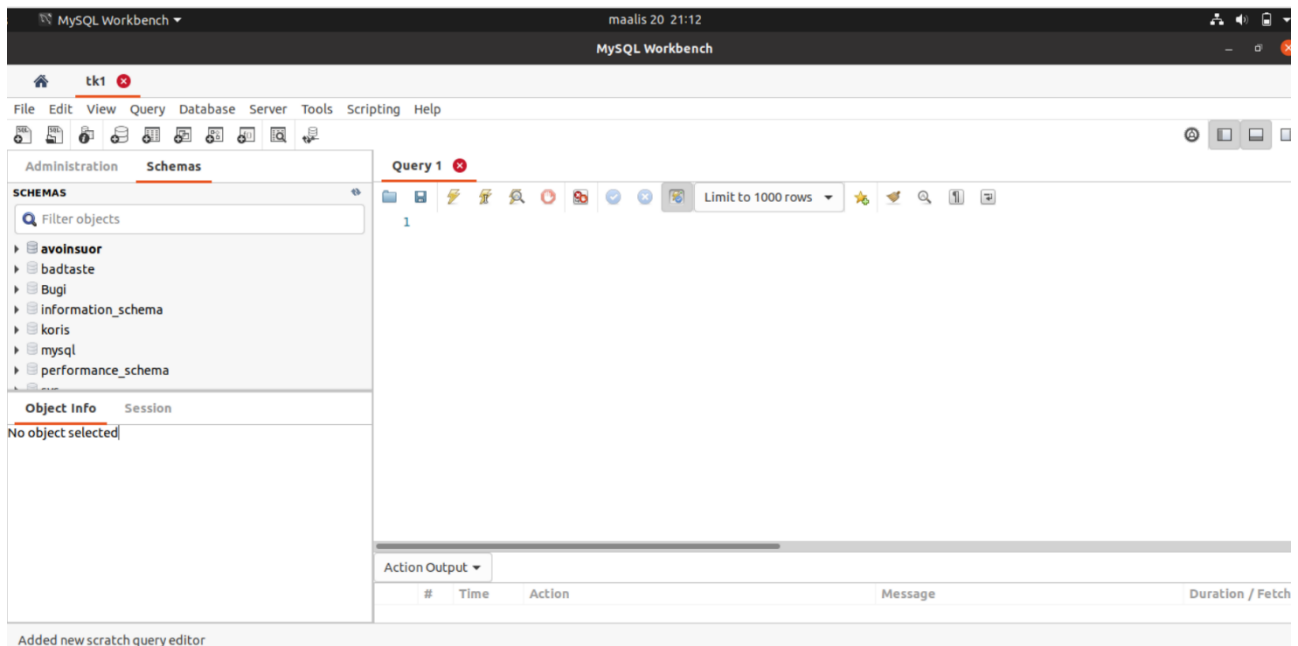 MySQL Workbench maalis 20 21:12
MySQL Workbench
tk1
File Edit View Query Database Server Tools Scripting Help
Administration Schemas
SCHEMAS
Filter objects
avoinsuor
badtaste
Bugi
information_schema
koris
mysql
performance_schema
Object Info Session
No object selected
Query 1
Limit to 1000 rows
1
Action Output
# Time Action Message Duration / Fetch
Added new scratch query editor